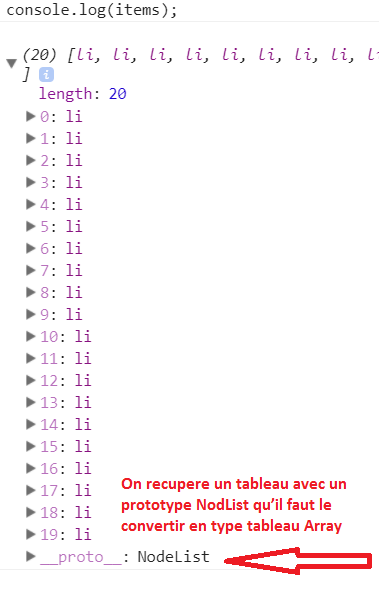 console.log(items);
(20) [li, li, li, li, li, li, li, li, l
] i
length: 20
0: li
1: li
2: li
3: li
4: li
5: li
6: li
7: li
8: li
9: li
10: li
11: li
12: li
13: li
14: li
15: li
16: li
17: li
18: li
19: li
On recupere un tableau avec un
prototype NodList qu’il faut le
convertir en type tableau Array
__proto__: NodeList